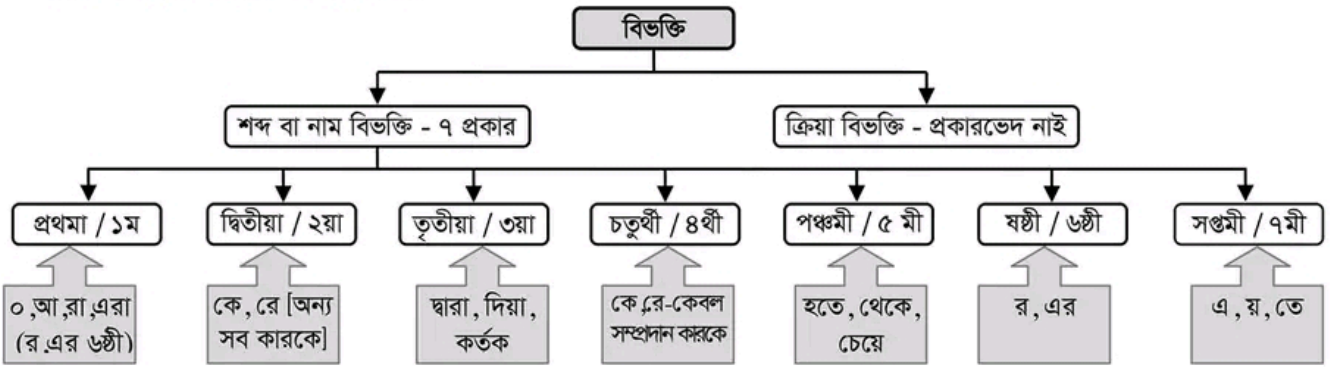 বিভক্তি
শব্দ বা নাম বিভক্তি - ৭ প্রকার
ক্রিয়া বিভক্তি - প্রকারভেদ নাই
প্রথমা / ১ম
দ্বিতীয়া / ২য়া
তৃতীয়া / ৩য়া
চতুর্থী / ৪র্থী
পঞ্চমী / ৫ মী
ষষ্ঠী / ৬ষ্ঠী
সপ্তমী / ৭মী
০,আ,রা,এরা
(র.এর ৬ষ্ঠী)
কে, রে [অন্য
সব কারকে]
দ্বারা, দিয়া,
কর্তক
কে,রে-কেবল
সম্প্রদান কারকে
হতে, থেকে,
চেয়ে
র, এর
এ, য়, তে